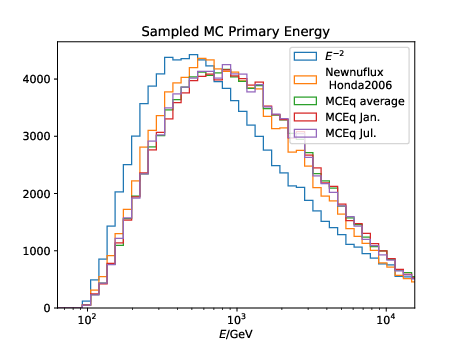 Sampled MC Primary Energy
E⁻²
Newnuflux
Honda2006
MCEq average
MCEq Jan.
MCEq Jul.
4000
3000
2000
1000
0
10² 10³ 10⁴
E/GeV